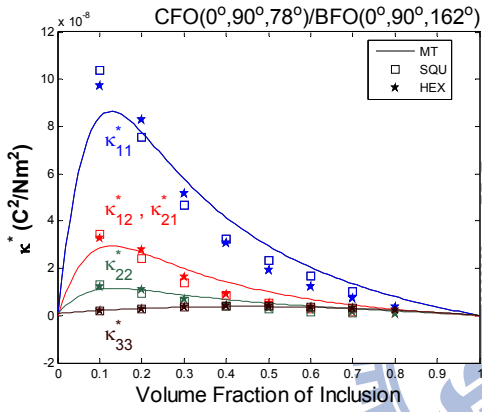 CFO(0°,90°,78°)/BFO(0°,90°,162°)
x 10^-8
12
10
8
6
4
2
0
-2
κ* (C²/Nm²)
MT
SQU
HEX
κ*11
κ*12 , κ*21
κ*22
κ*33
0 0.1 0.2 0.3 0.4 0.5 0.6 0.7 0.8 0.9 1
Volume Fraction of Inclusion